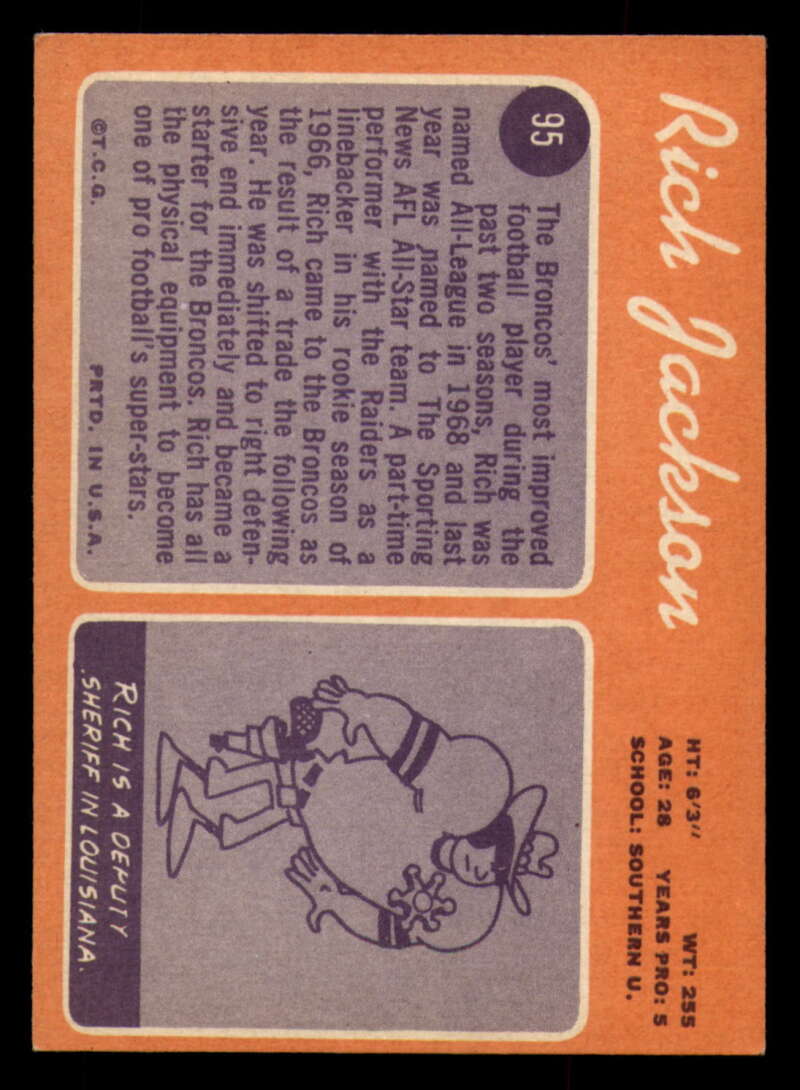 Rich Jackson
HT: 6'3" WT: 255
AGE: 28 YEARS PRO: 5
SCHOOL: SOUTHERN U.
95
The Broncos' most improved
football player during the
past two seasons, Rich was
named All-League in 1968 and last
year was named to The Sporting
News AFL All-Star team. A part-time
performer with the Raiders as a
linebacker in his rookie season of
1966, Rich came to the Broncos as
the result of a trade the following
year. He was shifted to right defen-
sive end immediately and became a
starter for the Broncos. Rich has all
the physical equipment to become
one of pro football's super-stars.
©T.C.G. PRTD. IN U.S.A.
RICH IS A DEPUTY
SHERIFF IN LOUISIANA.